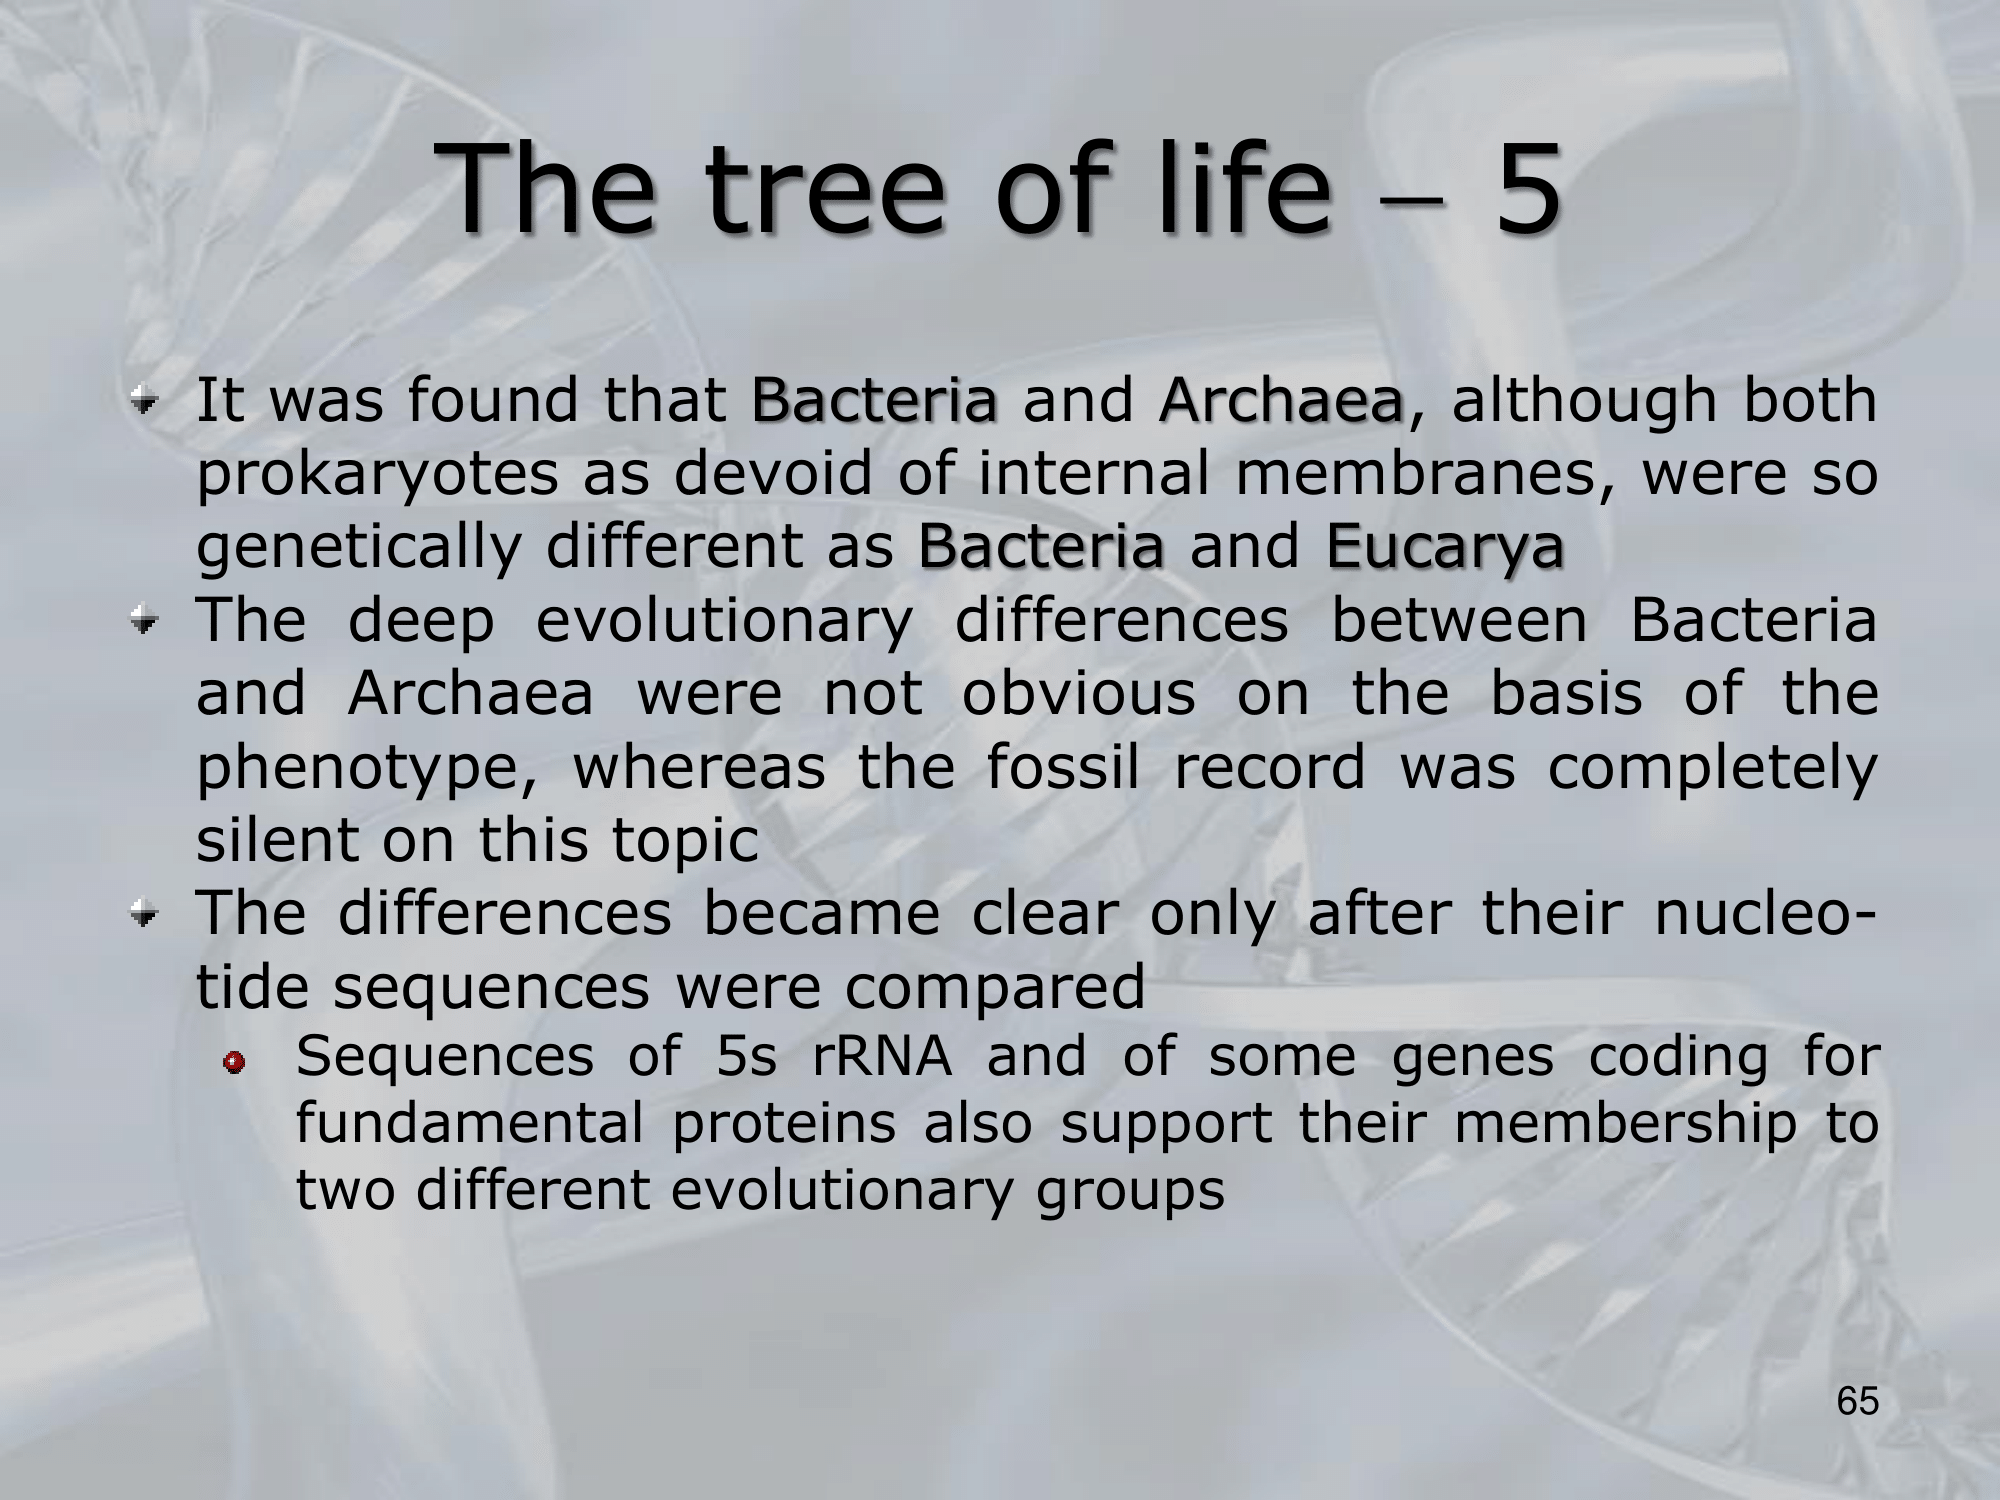 The tree of life – 5
It was found that Bacteria and Archaea, although both
prokaryotes as devoid of internal membranes, were so
genetically different as Bacteria and Eucarya
The deep evolutionary differences between Bacteria
and Archaea were not obvious on the basis of the
phenotype, whereas the fossil record was completely
silent on this topic
The differences became clear only after their nucleo-
tide sequences were compared
Sequences of 5s rRNA and of some genes coding for
fundamental proteins also support their membership to
two different evolutionary groups
65